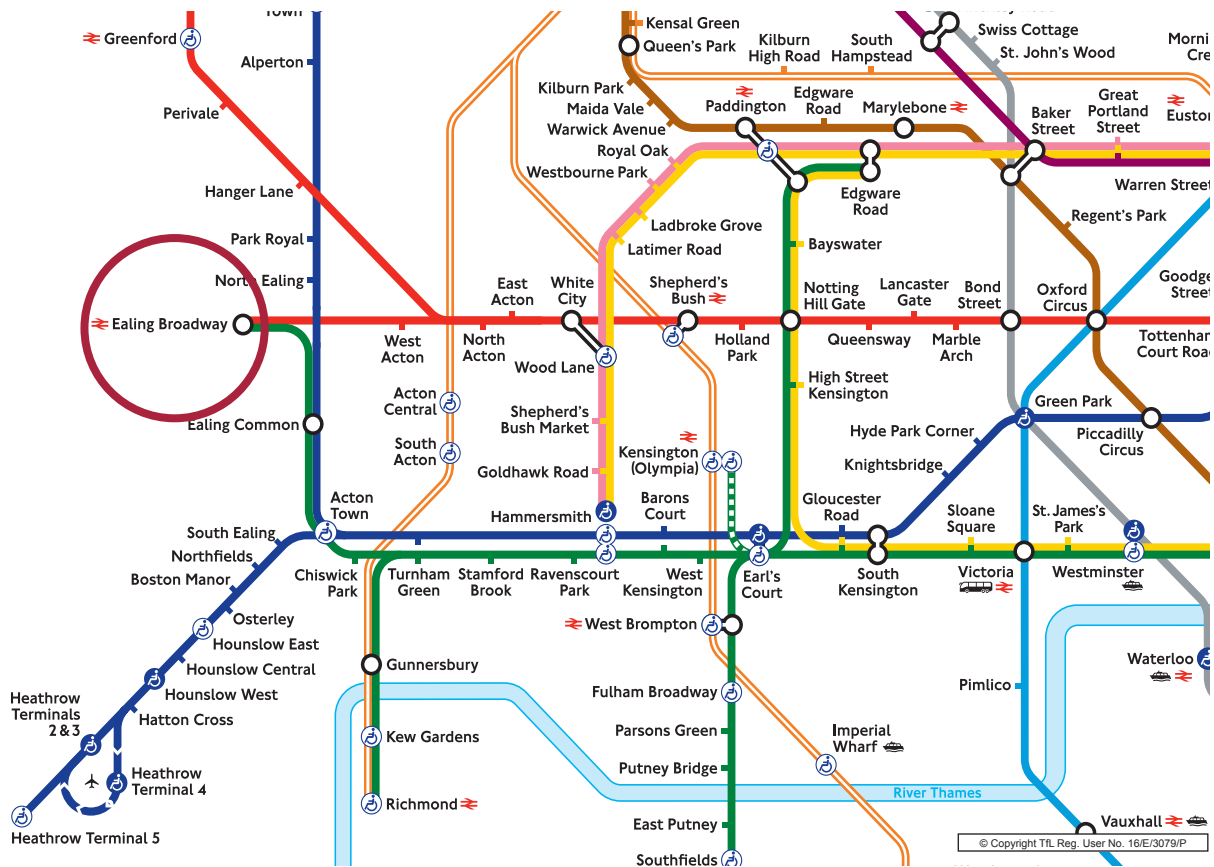 Town
Greenford
Alperton
Perivale
Hanger Lane
Park Royal
North Ealing
Ealing Broadway
Ealing Common
West
Acton
North
Acton
East
Acton
White
City
Wood Lane
Shepherd's
Bush
Holland
Park
Notting
Hill Gate
Queensway
Lancaster
Gate
Marble
Arch
Bond
Street
Oxford
Circus
Tottenham
Court Road
Goodge
Street
Kensal Green
Queen's Park
Kilburn
High Road
South
Hampstead
Swiss Cottage
St. John's Wood
Kilburn Park
Maida Vale
Warwick Avenue
Paddington
Edgware
Road
Marylebone
Baker
Street
Great
Portland
Street
Warren Street
Regent's Park
Royal Oak
Westbourne Park
Ladbroke Grove
Latimer Road
Edgware
Road
Bayswater
High Street
Kensington
Acton
Central
South
Acton
Shepherd's
Bush Market
Goldhawk Road
Kensington
(Olympia)
Hammersmith
Barons
Court
Gloucester
Road
Hyde Park Corner
Knightsbridge
Green Park
Piccadilly
Circus
Sloane
Square
St. James's
Park
Acton
Town
South Ealing
Northfields
Boston Manor
Osterley
Hounslow East
Hounslow Central
Hounslow West
Hatton Cross
Heathrow
Terminals
2 & 3
Heathrow
Terminal 4
Heathrow Terminal 5
Chiswick
Park
Turnham
Green
Stamford
Brook
Ravenscourt
Park
West
Kensington
Earl's
Court
South
Kensington
Victoria
Westminster
Waterloo
Pimlico
Vauxhall
Gunnersbury
Kew Gardens
Richmond
West Brompton
Fulham Broadway
Parsons Green
Putney Bridge
East Putney
Southfields
Imperial
Wharf
River Thames
© Copyright TfL Reg. User No. 16/E/3079/P